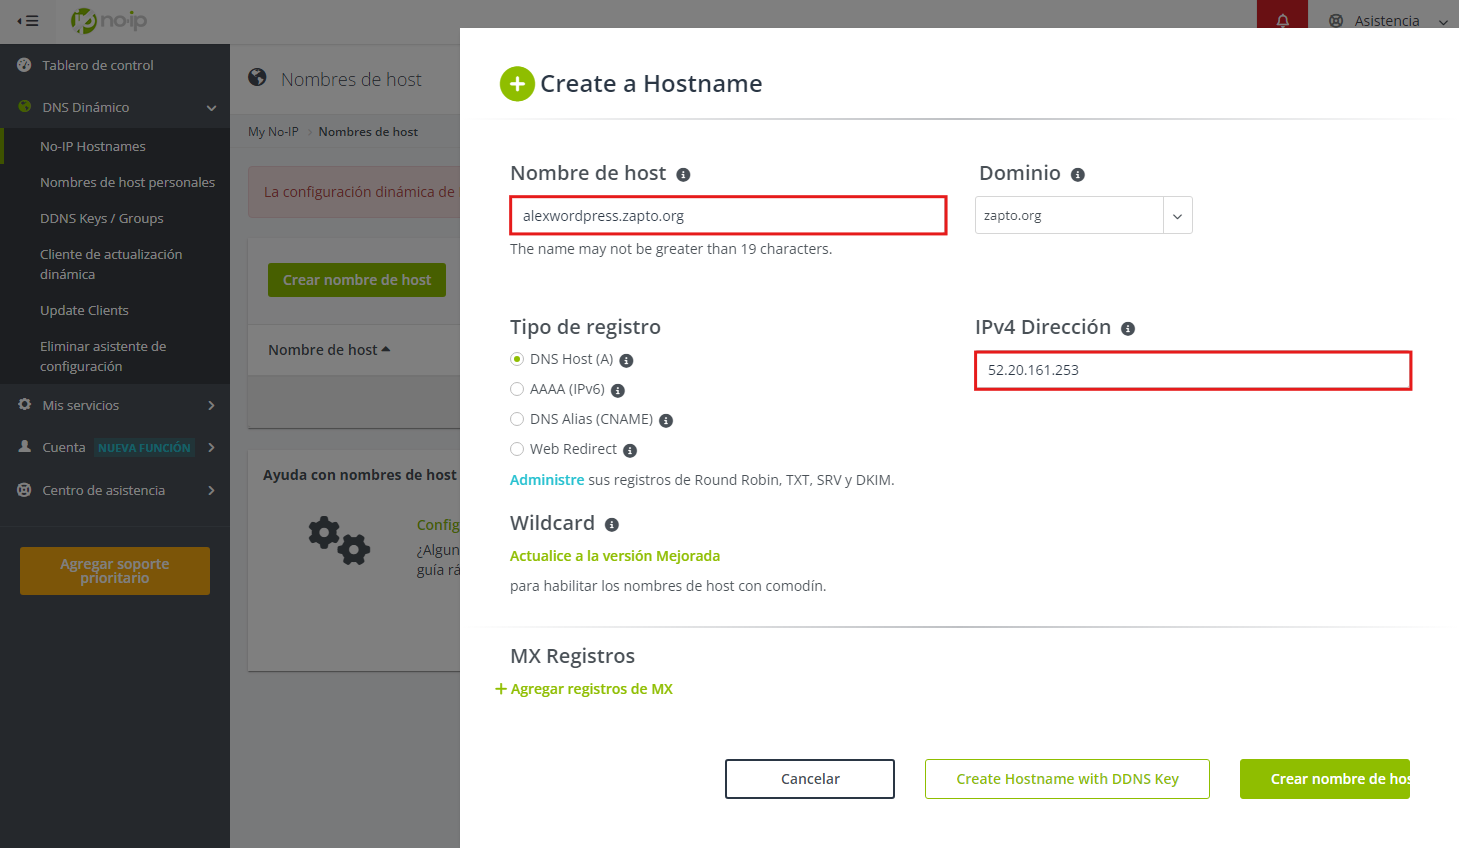 no-ip
Asistencia
Tablero de control
DNS Dinámico
No-IP Hostnames
Nombres de host personales
DDNS Keys / Groups
Cliente de actualización
dinámica
Update Clients
Eliminar asistente de
configuración
Mis servicios
Cuenta NUEVA FUNCIÓN
Centro de asistencia
Agregar soporte
prioritario
Nombres de host
My No-IP > Nombres de host
La configuración dinámica de
Crear nombre de host
Nombre de host
Ayuda con nombres de host
Config
¿Algun
guía rá
Create a Hostname
Nombre de host
alexwordpress.zapto.org
The name may not be greater than 19 characters.
Dominio
zapto.org
Tipo de registro
DNS Host (A)
AAAA (IPv6)
DNS Alias (CNAME)
Web Redirect
Administre sus registros de Round Robin, TXT, SRV y DKIM.
IPv4 Dirección
52.20.161.253
Wildcard
Actualice a la versión Mejorada
para habilitar los nombres de host con comodín.
MX Registros
+ Agregar registros de MX
Cancelar
Create Hostname with DDNS Key
Crear nombre de hos